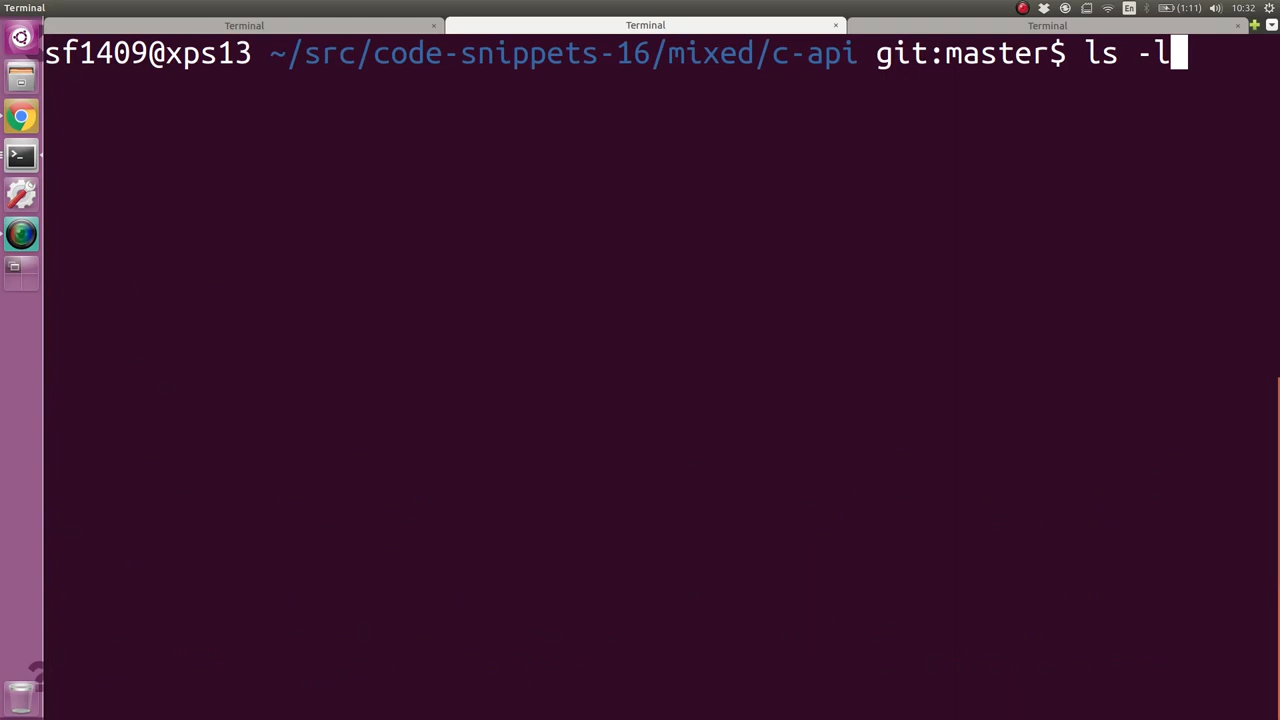 Terminal
En
(1:11)
10:32
Terminal
Terminal
Terminal
sf1409@xps13 ~/src/code-snippets-16/mixed/c-api git:master$ ls -l